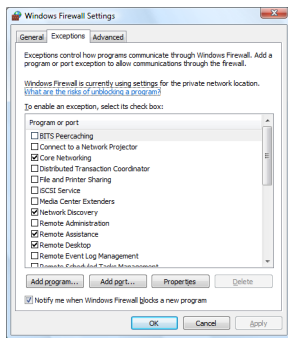 Windows Firewall Settings
General Exceptions Advanced
Exceptions control how programs communicate through Windows Firewall. Add a
program or port exception to allow communications through the firewall.
Windows Firewall is currently using settings for the private network location.
What are the risks of unblocking a program?
To enable an exception, select its check box:
Program or port
BITS Peercaching
Connect to a Network Projector
Core Networking
Distributed Transaction Coordinator
File and Printer Sharing
iSCSI Service
Media Center Extenders
Network Discovery
Remote Administration
Remote Assistance
Remote Desktop
Remote Event Log Management
Remote Scheduled Tasks Management
Add program... Add port... Properties Delete
Notify me when Windows Firewall blocks a new program
OK Cancel Apply